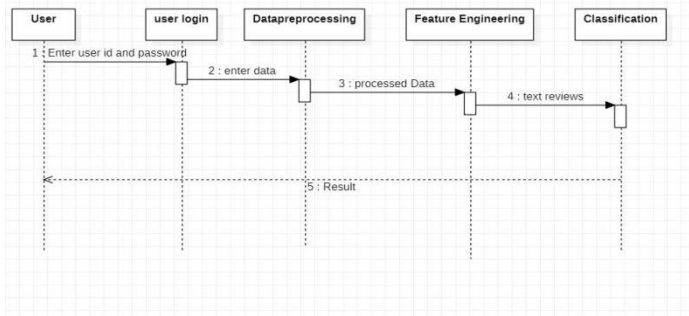 User
user login
Datapreprocessing
Feature Engineering
Classification
1 : Enter user id and password
2 : enter data
3 : processed Data
4 : text reviews
5 : Result